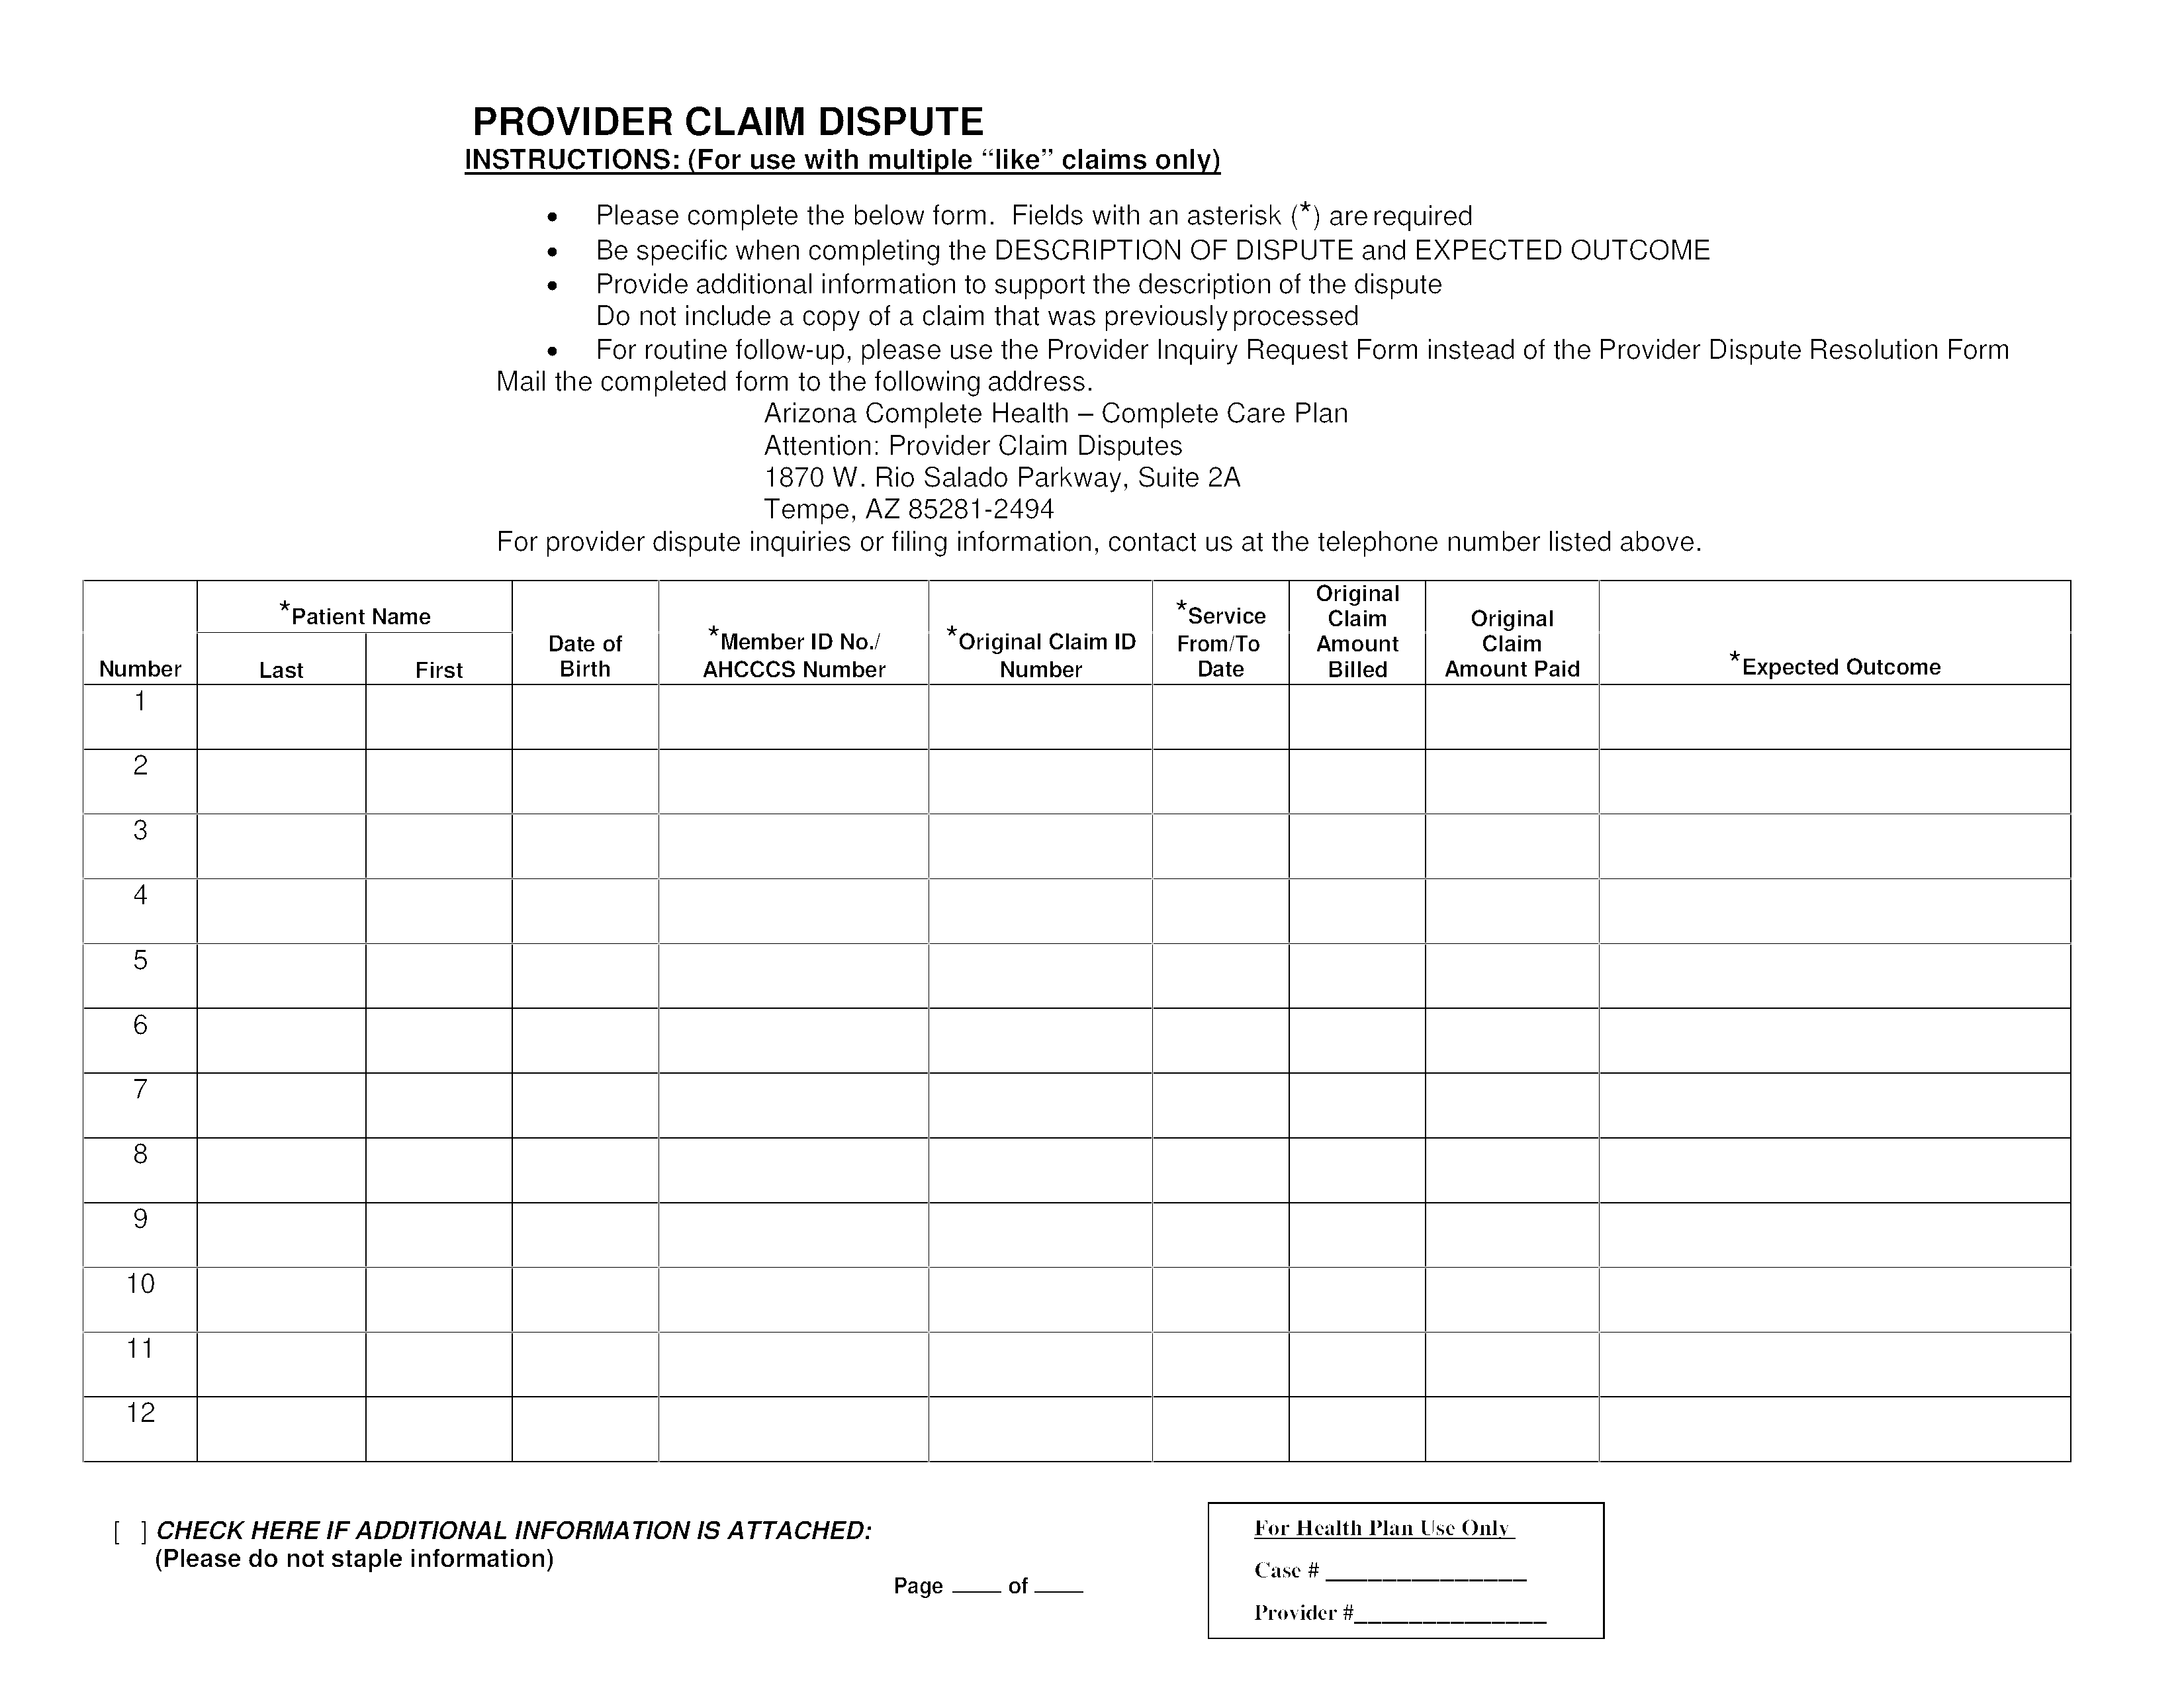 PROVIDER CLAIM DISPUTE
INSTRUCTIONS: (For use with multiple “like” claims only)
• Please complete the below form. Fields with an asterisk (*) are required
• Be specific when completing the DESCRIPTION OF DISPUTE and EXPECTED OUTCOME
• Provide additional information to support the description of the dispute
Do not include a copy of a claim that was previously processed
• For routine follow-up, please use the Provider Inquiry Request Form instead of the Provider Dispute Resolution Form
Mail the completed form to the following address.
Arizona Complete Health – Complete Care Plan
Attention: Provider Claim Disputes
1870 W. Rio Salado Parkway, Suite 2A
Tempe, AZ 85281-2494
For provider dispute inquiries or filing information, contact us at the telephone number listed above.
Number
*Patient Name
Last
First
Date of
Birth
*Member ID No./
AHCCCS Number
*Original Claim ID
Number
*Service
From/To
Date
Original
Claim
Amount
Billed
Original
Claim
Amount Paid
*Expected Outcome
1
2
3
4
5
6
7
8
9
10
11
12
[ ] CHECK HERE IF ADDITIONAL INFORMATION IS ATTACHED:
(Please do not staple information)
Page ____ of ____
For Health Plan Use Only
Case # ________________
Provider #________________